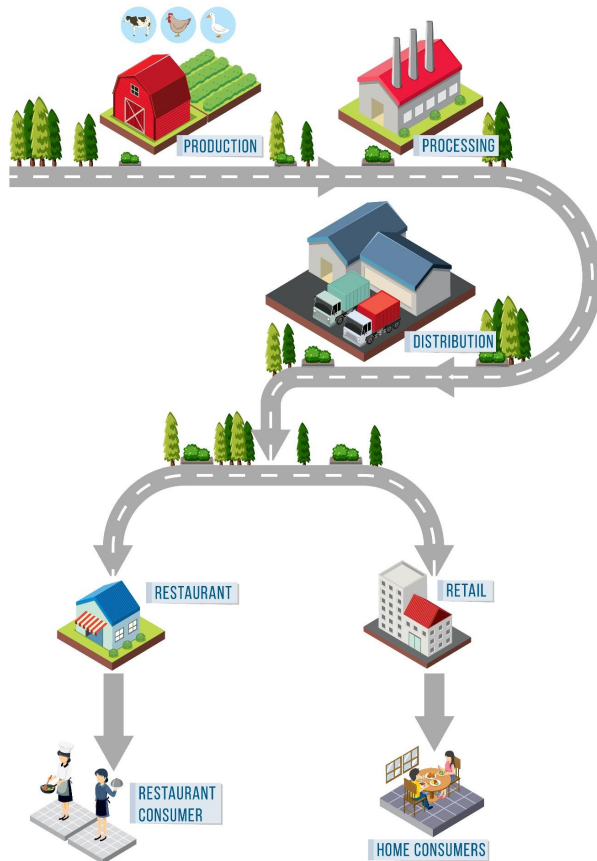 PRODUCTION
PROCESSING
DISTRIBUTION
RESTAURANT
RETAIL
RESTAURANT
CONSUMER
HOME CONSUMERS